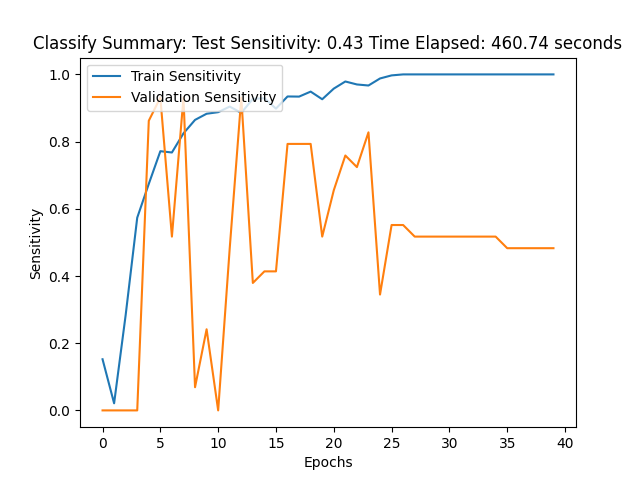 Classify Summary: Test Sensitivity: 0.43 Time Elapsed: 460.74 seconds
Train Sensitivity
Validation Sensitivity
1.0
0.8
0.6
0.4
0.2
0.0
Sensitivity
0 5 10 15 20 25 30 35 40
Epochs